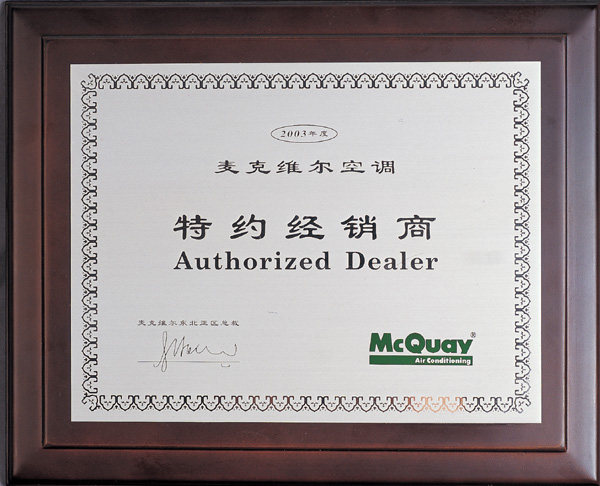 2003年度
麦克维尔空调
特约经销商
Authorized Dealer
麦克维尔东北亚区总裁
McQuay®
Air Conditioning